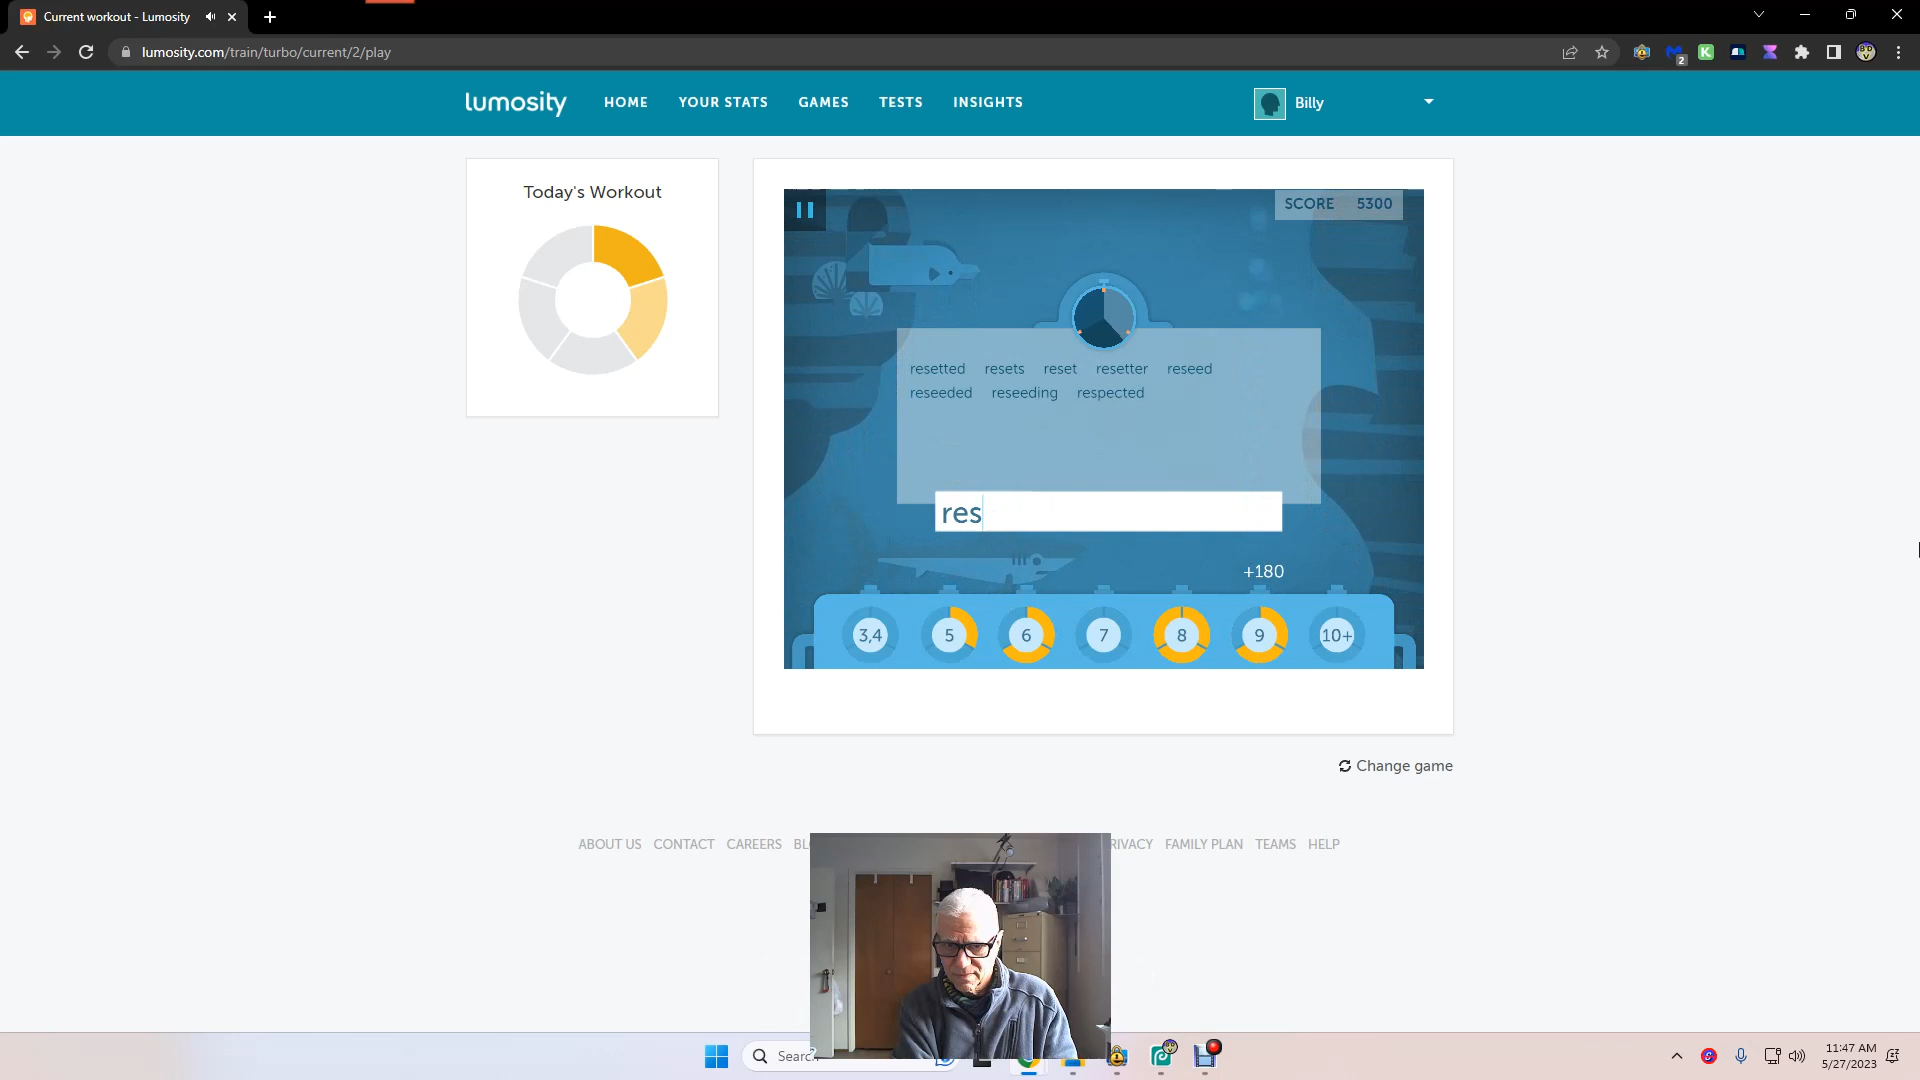 Current workout - Lumosity
lumosity.com/train/turbo/current/2/play
2
lumosity HOME YOUR STATS GAMES TESTS INSIGHTS Billy
Today's Workout
SCORE 5300
resetted resets reset resetter reseed
reseeded reseeding respected
res
+180
3,4 5 6 7 8 9 10+
Change game
ABOUT US CONTACT CAREERS FAMILY PLAN TEAMS HELP
11:47 AM
5/27/2023